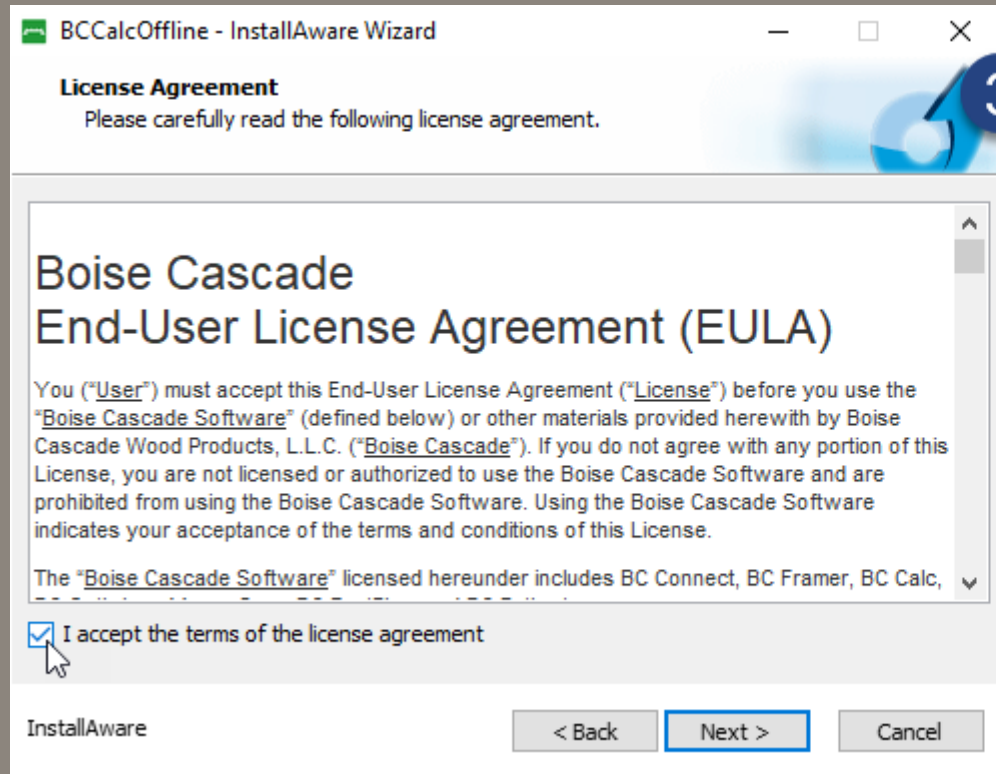 BCCalcOffline - InstallAware Wizard
License Agreement
Please carefully read the following license agreement.
3
Boise Cascade
End-User License Agreement (EULA)
You (“User”) must accept this End-User License Agreement (“License”) before you use the
“Boise Cascade Software” (defined below) or other materials provided herewith by Boise
Cascade Wood Products, L.L.C. (“Boise Cascade”). If you do not agree with any portion of this
License, you are not licensed or authorized to use the Boise Cascade Software and are
prohibited from using the Boise Cascade Software. Using the Boise Cascade Software
indicates your acceptance of the terms and conditions of this License.
The “Boise Cascade Software” licensed hereunder includes BC Connect, BC Framer, BC Calc,
I accept the terms of the license agreement
InstallAware
< Back
Next >
Cancel